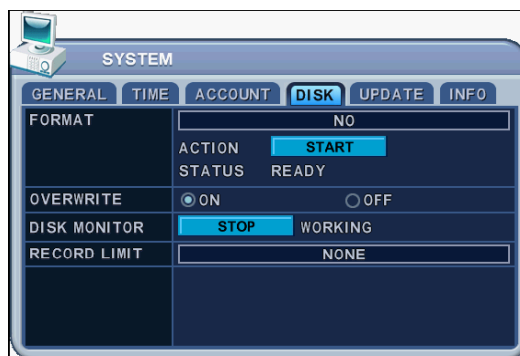 SYSTEM
GENERAL TIME ACCOUNT DISK UPDATE INFO
FORMAT NO
ACTION START
STATUS READY
OVERWRITE ON OFF
DISK MONITOR STOP WORKING
RECORD LIMIT NONE